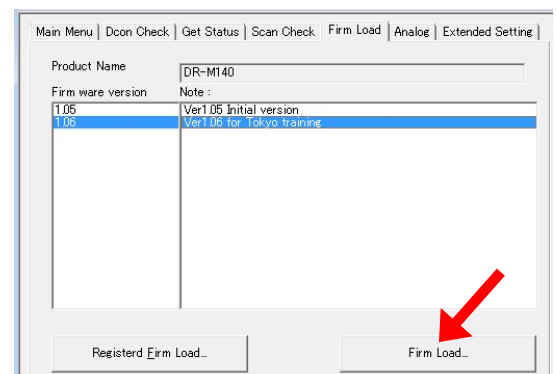 Main Menu Dcon Check Get Status Scan Check Firm Load Analog Extended Setting
Product Name DR-M140
Firm ware version Note :
1.05 Ver1.05 Initial version
1.06 Ver1.06 for Tokyo training
Registerd Firm Load... Firm Load...